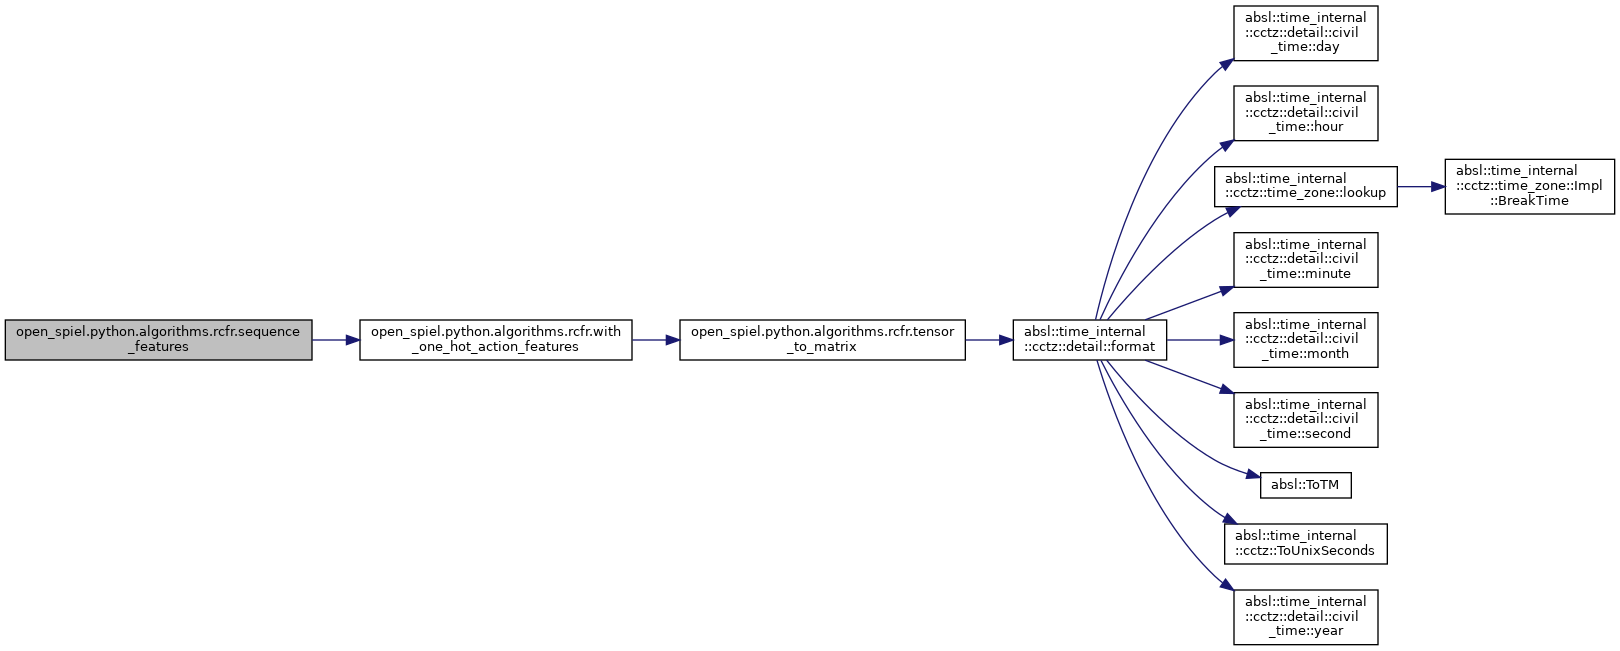 open_spiel.python.algorithms.rcfr.sequence
_features
open_spiel.python.algorithms.rcfr.with
_one_hot_action_features
open_spiel.python.algorithms.rcfr.tensor
_to_matrix
absl::time_internal
::cctz::detail::format
absl::time_internal
::cctz::detail::civil
_time::day
absl::time_internal
::cctz::detail::civil
_time::hour
absl::time_internal
::cctz::time_zone::lookup
absl::time_internal
::cctz::time_zone::Impl
::BreakTime
absl::time_internal
::cctz::detail::civil
_time::minute
absl::time_internal
::cctz::detail::civil
_time::month
absl::time_internal
::cctz::detail::civil
_time::second
absl::ToTM
absl::time_internal
::cctz::ToUnixSeconds
absl::time_internal
::cctz::detail::civil
_time::year